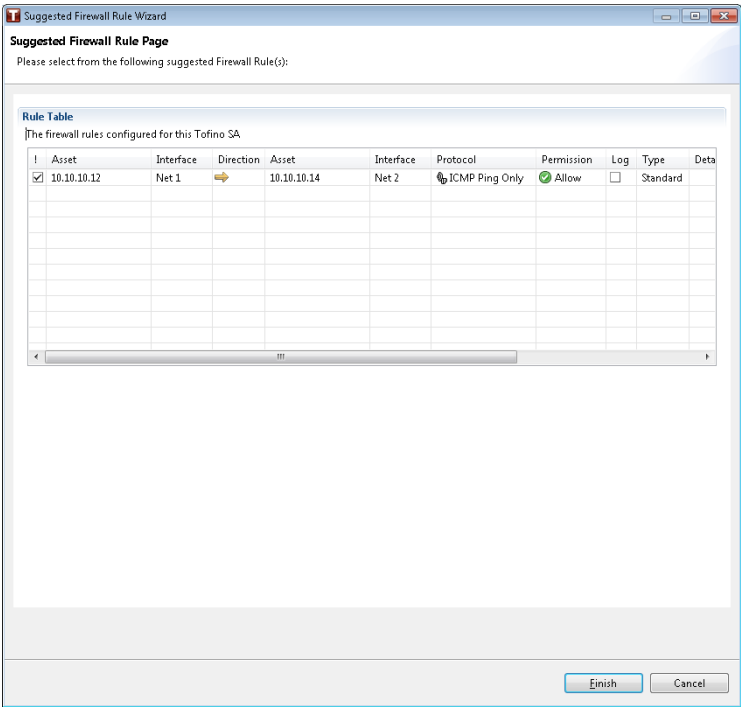 Suggested Firewall Rule Wizard
Suggested Firewall Rule Page
Please select from the following suggested Firewall Rule(s):
Rule Table
The firewall rules configured for this Tofino SA
! Asset Interface Direction Asset Interface Protocol Permission Log Type Deta
10.10.10.12 Net 1 10.10.10.14 Net 2 ICMP Ping Only Allow Standard
Finish Cancel